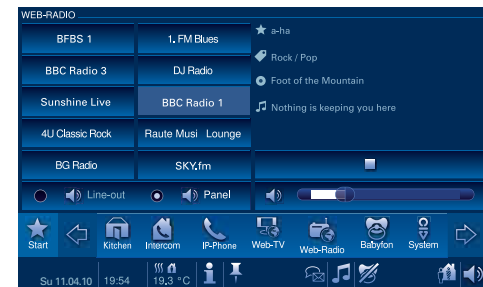 WEB-RADIO
BFBS 1
1. FM Blues
a-ha
Rock / Pop
BBC Radio 3
DJ Radio
Foot of the Mountain
Sunshine Live
BBC Radio 1
Nothing is keeping you here
4U Classic Rock
Raute Musi Lounge
BG Radio
SKY.fm
Line-out
Panel
Start
Kitchen
Intercom
IP-Phone
Web-TV
Web-Radio
Babyfon
System
Su 11.04.10
19:54
19,3 °C